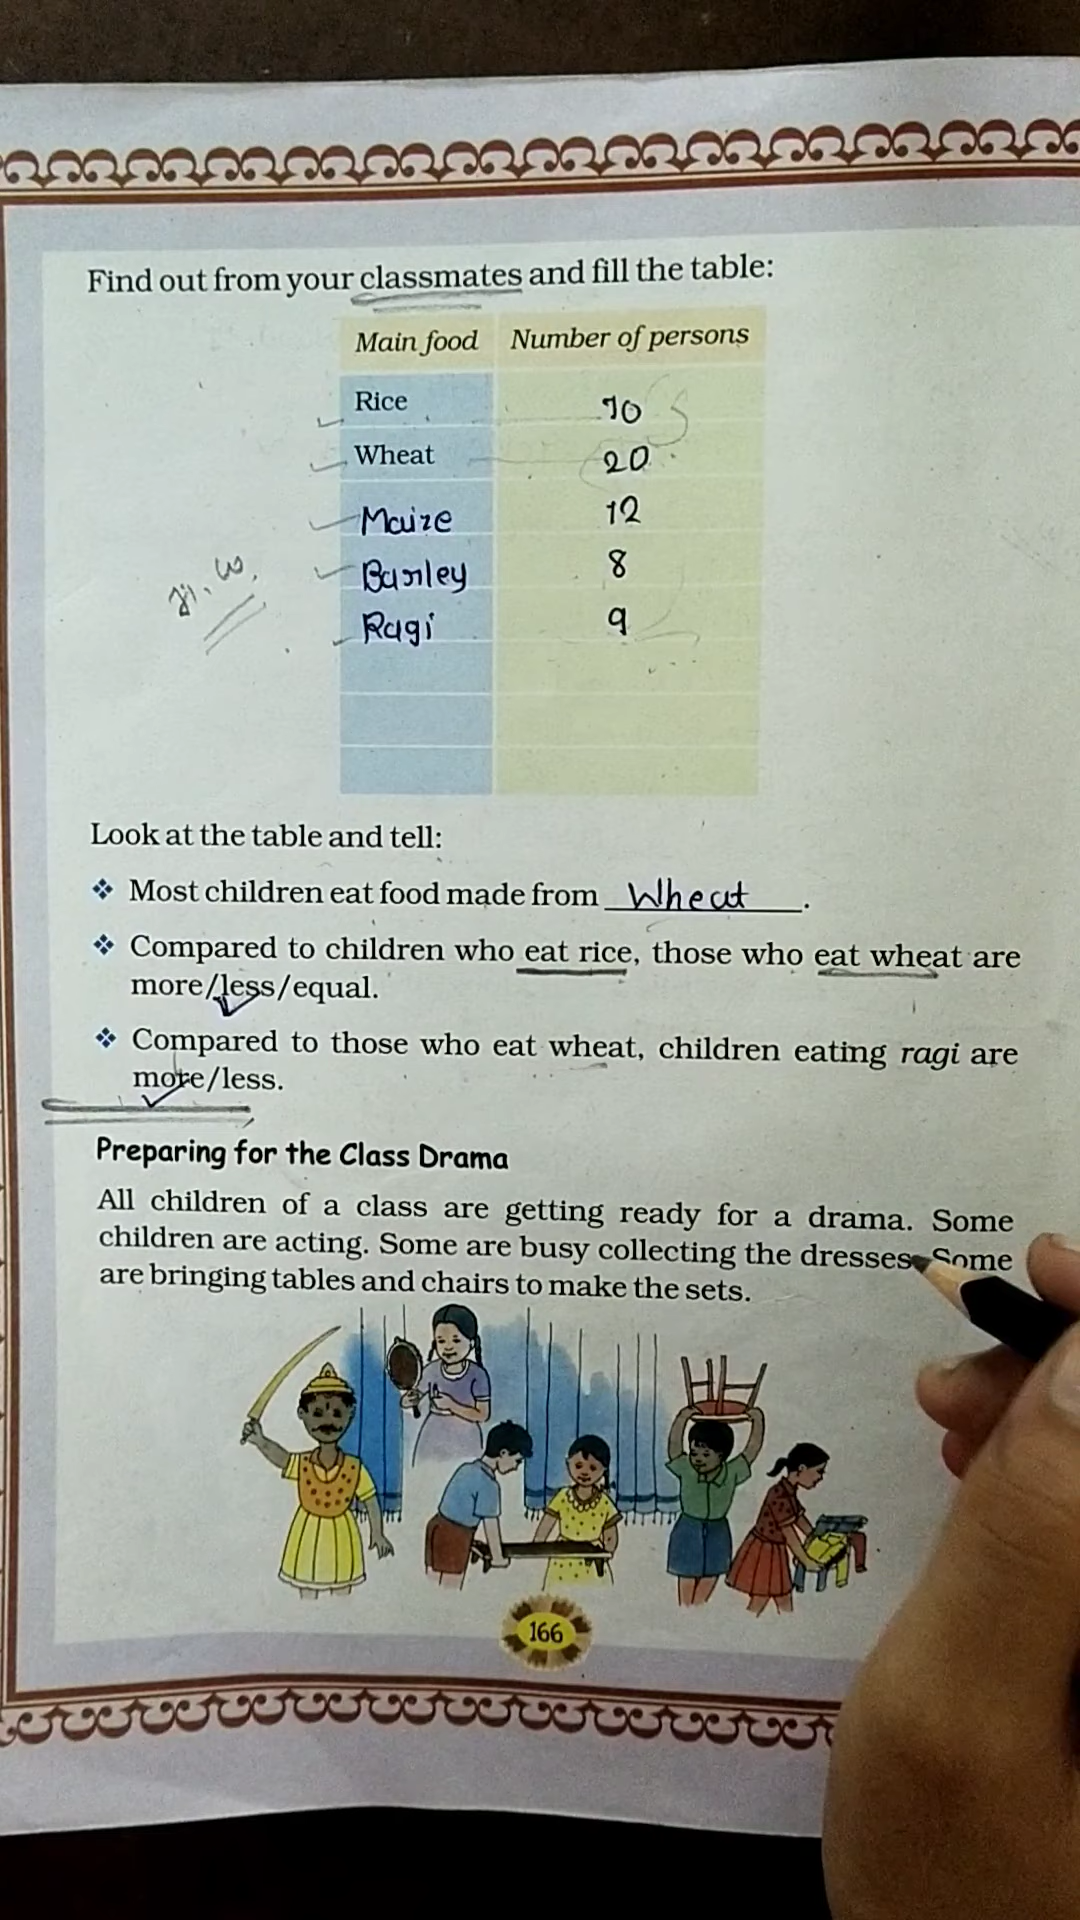 Find out from your classmates and fill the table:
Main food Number of persons
Rice 10
Wheat 20
Maize 12
Barley 8
Ragi 9
H.W.
Look at the table and tell:
❖ Most children eat food made from Wheat.
❖ Compared to children who eat rice, those who eat wheat are
more/less/equal.
❖ Compared to those who eat wheat, children eating ragi are
more/less.
Preparing for the Class Drama
All children of a class are getting ready for a drama. Some
children are acting. Some are busy collecting the dresses. Some
are bringing tables and chairs to make the sets.
166